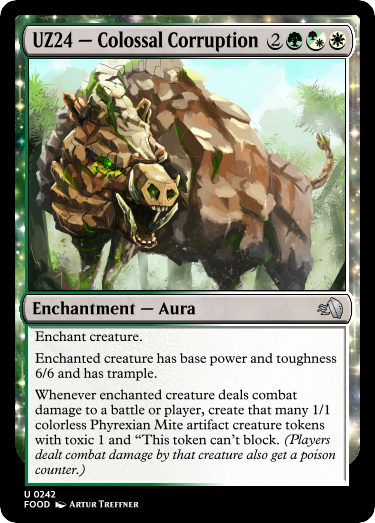 UZ24 — Colossal Corruption 2
Enchantment — Aura
Enchant creature.
Enchanted creature has base power and toughness
6/6 and has trample.
Whenever enchanted creature deals combat
damage to a battle or player, create that many 1/1
colorless Phyrexian Mite artifact creature tokens
with toxic 1 and “This token can’t block. (Players
dealt combat damage by that creature also get a poison
counter.)
U 0242
FOOD Artur Treffner